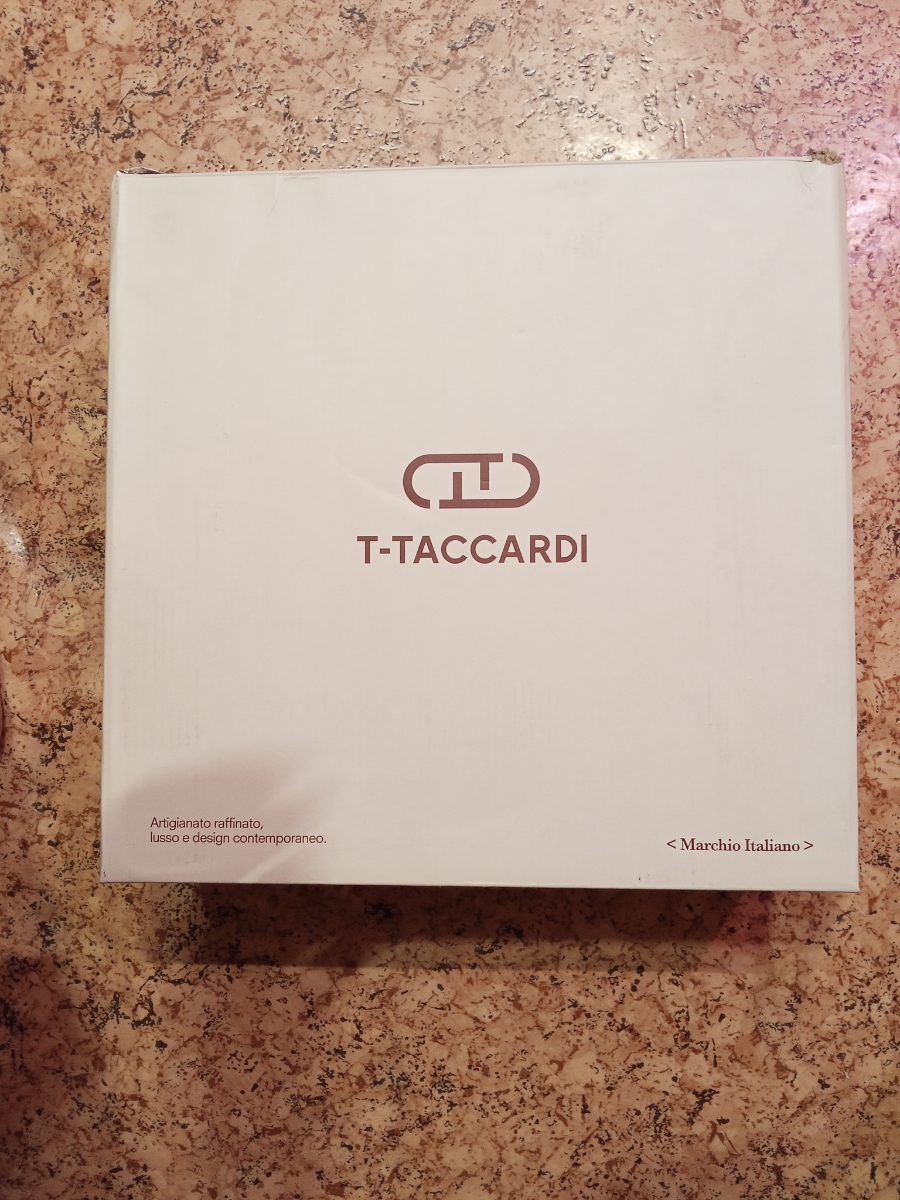 T-TACCARDI
Artigianato raffinato,
lusso e design contemporaneo.
< Marchio Italiano >